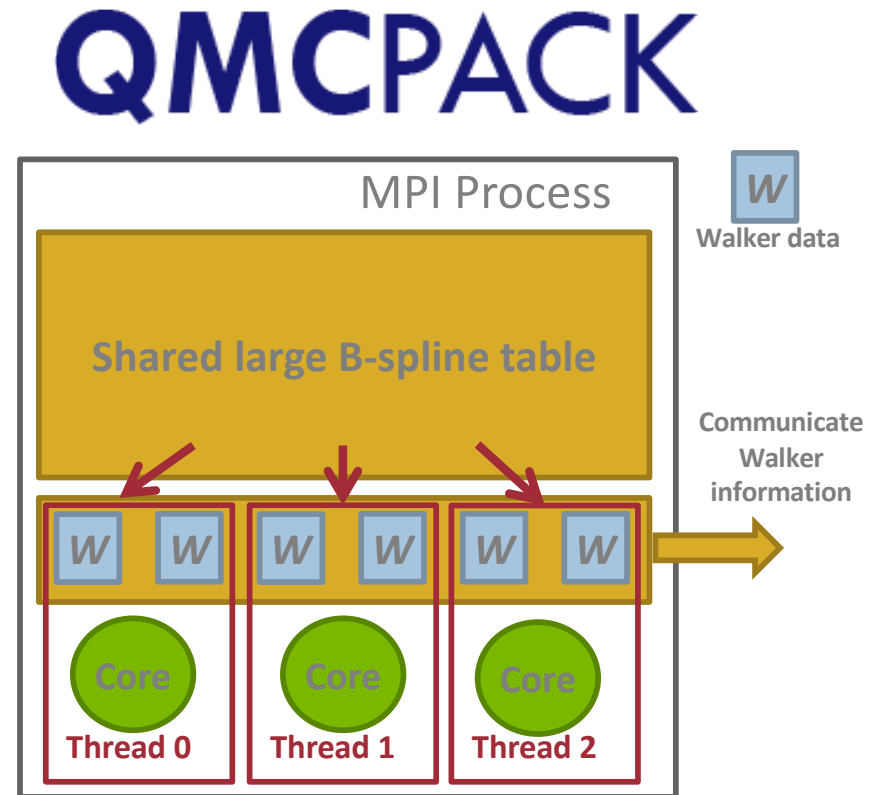 QMCPACK
MPI Process
W
Walker data
Shared large B-spline table
Communicate
Walker
information
W W W W W W
Core Core Core
Thread 0 Thread 1 Thread 2